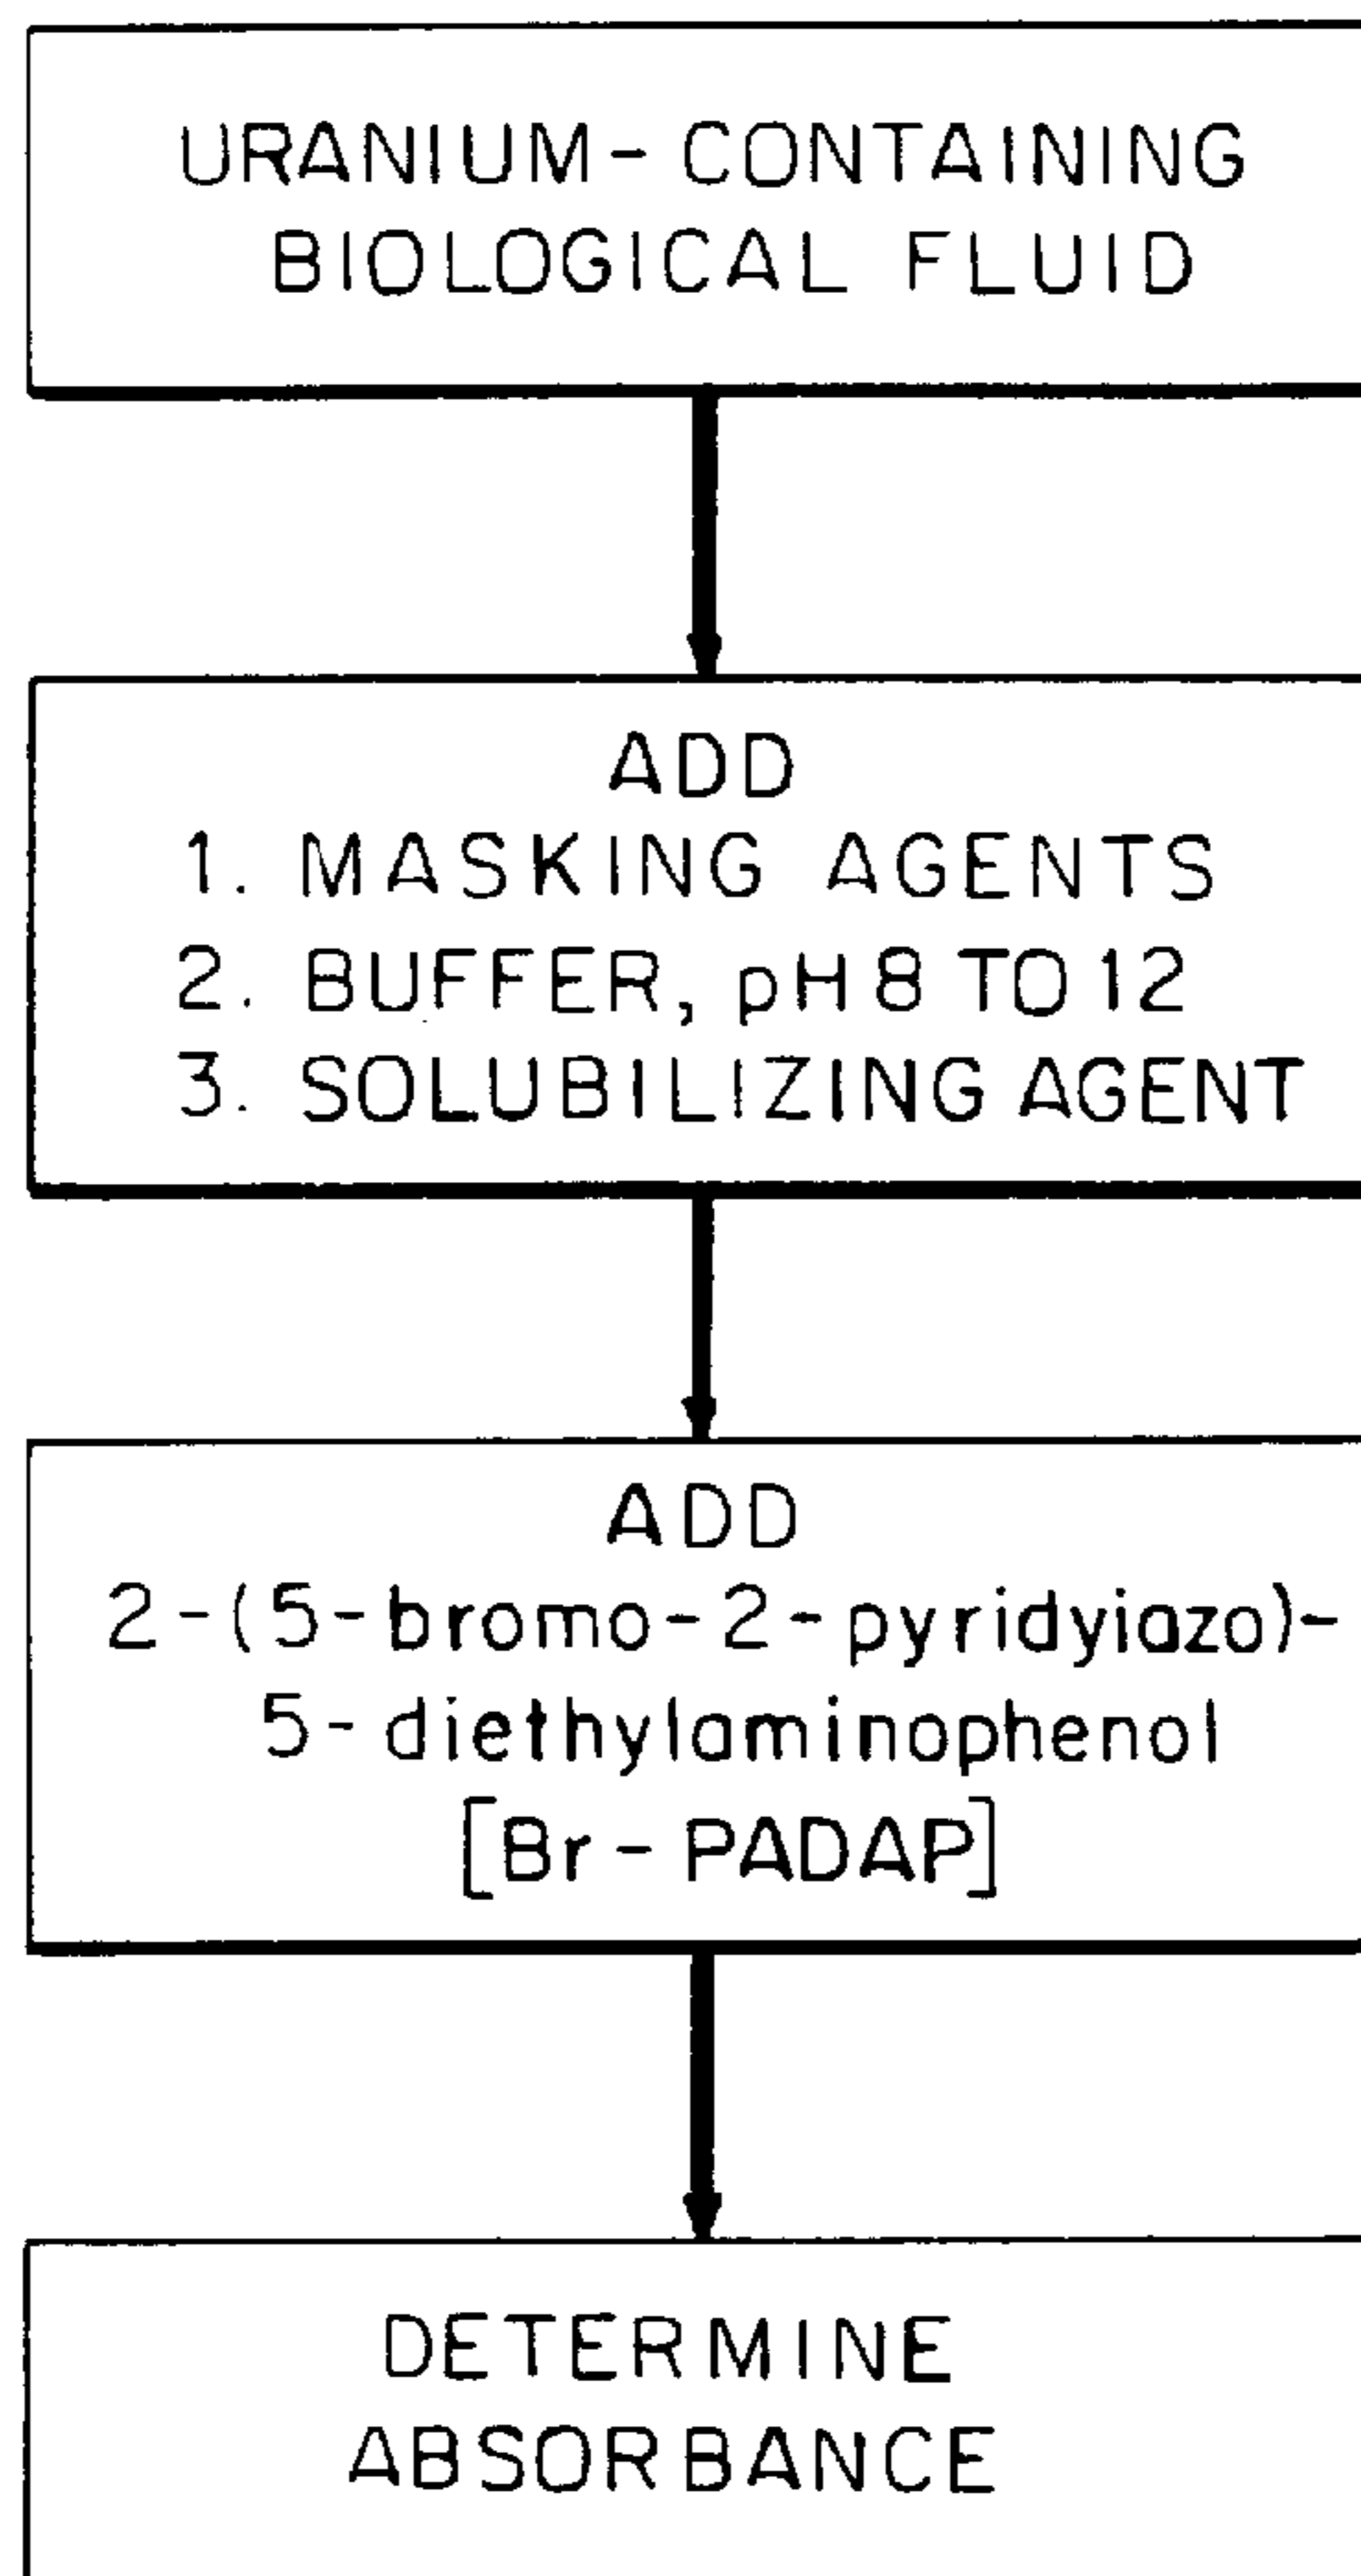 URANIUM- CONTAINING
BIOLOGICAL FLUID
ADD
1. MASKING AGENTS
2. BUFFER, pH 8 TO 12
3. SOLUBILIZING AGENT
ADD
2-(5-bromo-2-pyridyiazo)-
5-diethylaminophenol
[Br-PADAP]
DETERMINE
ABSORBANCE